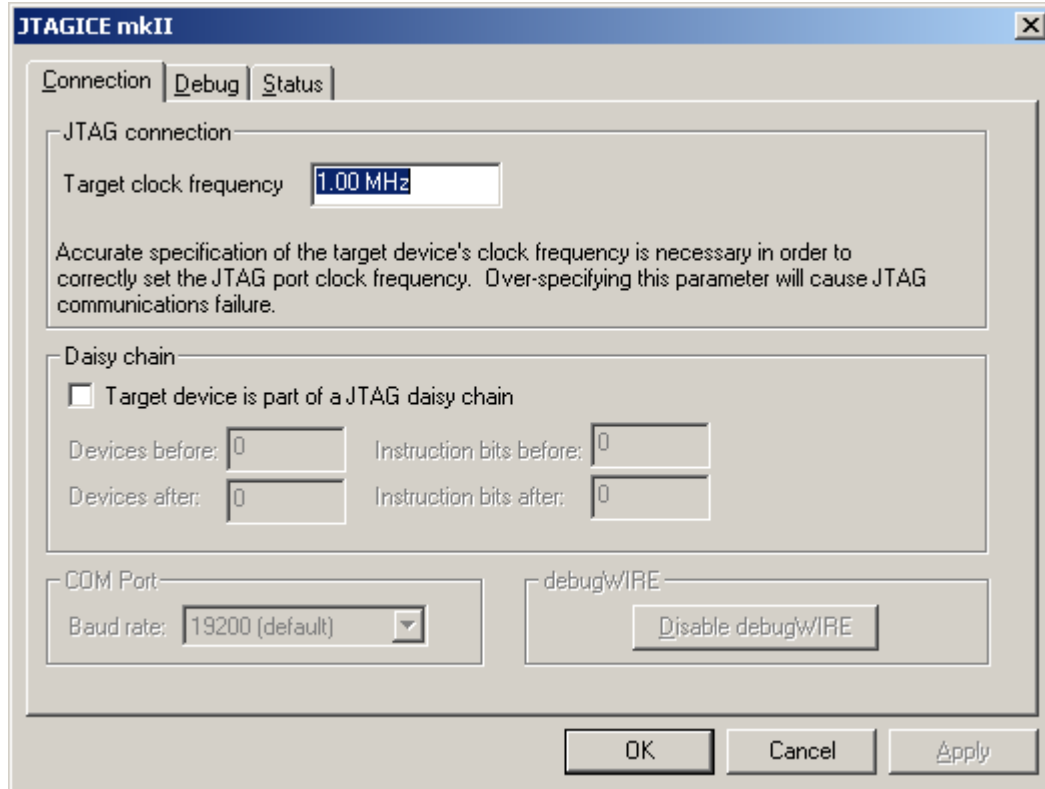 JTAGICE mkII
Connection Debug Status
JTAG connection
Target clock frequency 1.00 MHz
Accurate specification of the target device's clock frequency is necessary in order to
correctly set the JTAG port clock frequency. Over-specifying this parameter will cause JTAG
communications failure.
Daisy chain
Target device is part of a JTAG daisy chain
Devices before: 0 Instruction bits before: 0
Devices after: 0 Instruction bits after: 0
COM Port debugWIRE
Baud rate: 19200 (default) Disable debugWIRE
OK Cancel Apply